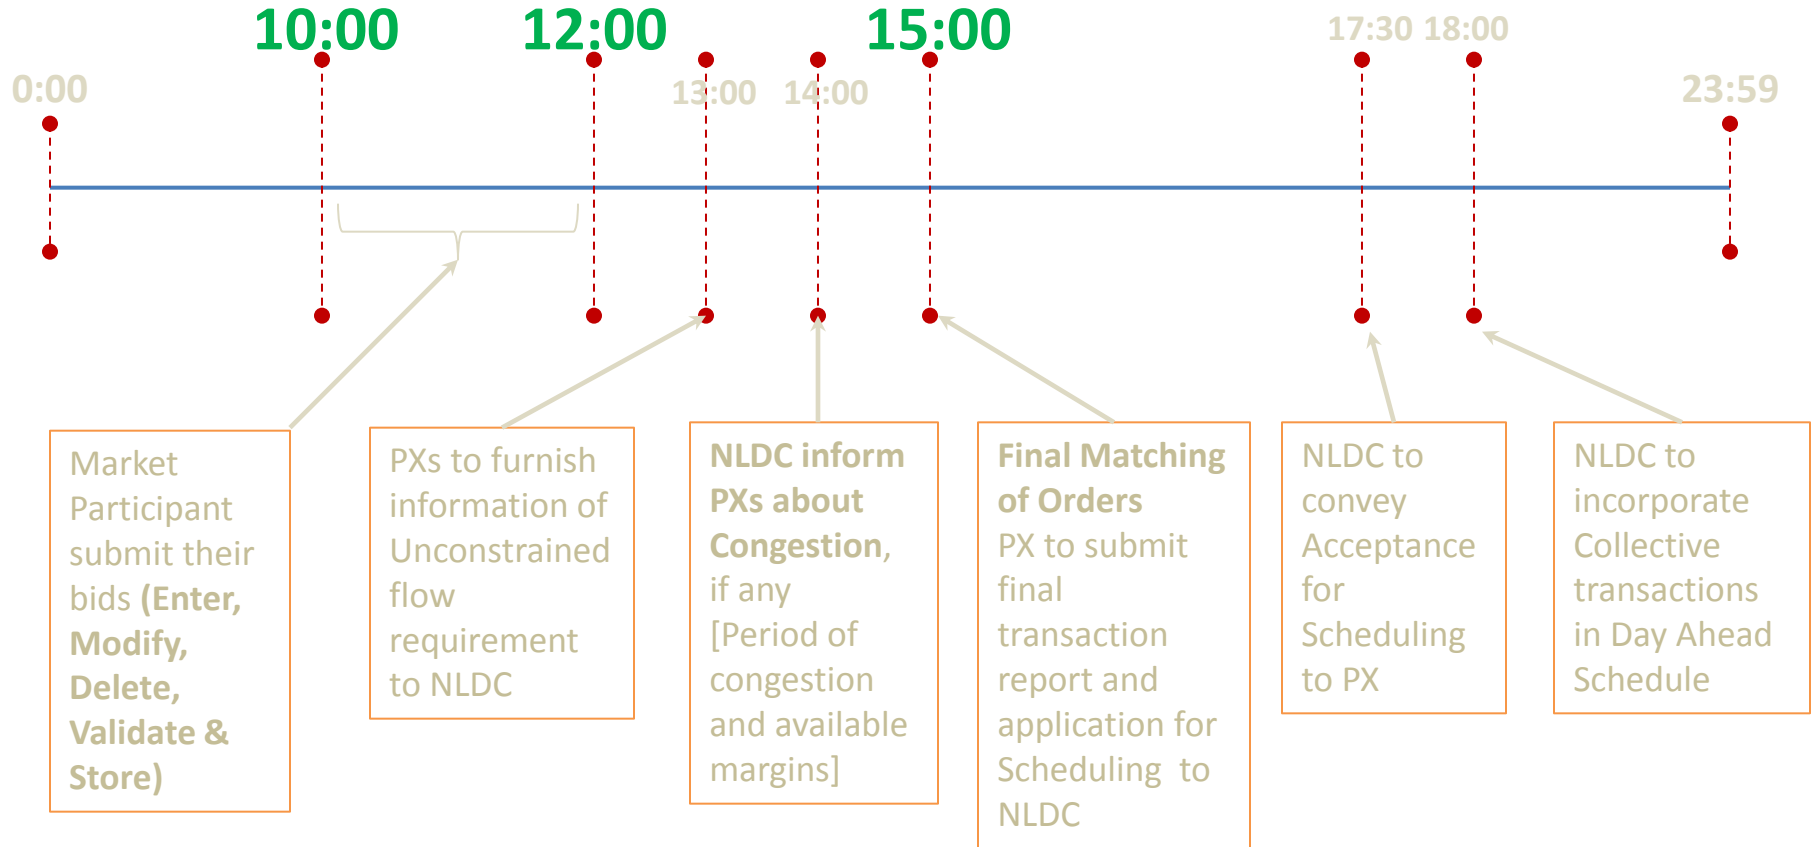 0:00
10:00
12:00
13:00
14:00
15:00
17:30
18:00
23:59
Market
Participant
submit their
bids (Enter,
Modify,
Delete,
Validate &
Store)
PXs to furnish
information of
Unconstrained
flow
requirement
to NLDC
NLDC inform
PXs about
Congestion,
if any
[Period of
congestion
and available
margins]
Final Matching
of Orders
PX to submit
final
transaction
report and
application for
Scheduling to
NLDC
NLDC to
convey
Acceptance
for
Scheduling
to PX
NLDC to
incorporate
Collective
transactions
in Day Ahead
Schedule